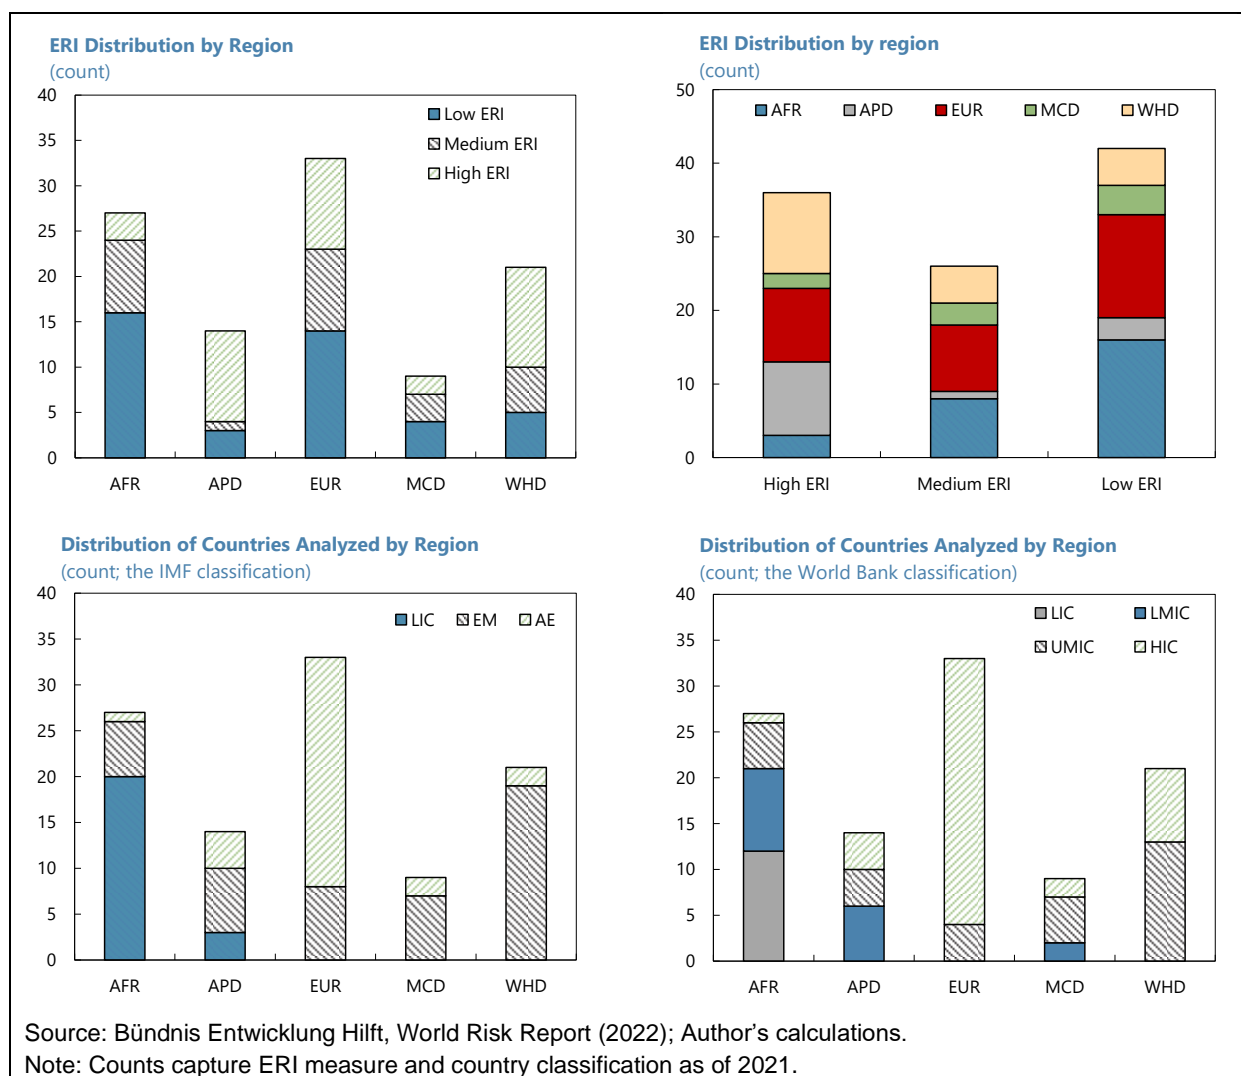 ERI Distribution by Region
(count)
40
35
30
25
20
15
10
5
0
Low ERI
Medium ERI
High ERI
AFR APD EUR MCD WHD
ERI Distribution by region
(count)
50
40
30
20
10
0
AFR APD EUR MCD WHD
High ERI Medium ERI Low ERI
Distribution of Countries Analyzed by Region
(count; the IMF classification)
40
35
30
25
20
15
10
5
0
LIC EM AE
AFR APD EUR MCD WHD
Distribution of Countries Analyzed by Region
(count; the World Bank classification)
40
35
30
25
20
15
10
5
0
LIC LMIC
UMIC HIC
AFR APD EUR MCD WHD
Source: Bündnis Entwicklung Hilft, World Risk Report (2022); Author’s calculations.
Note: Counts capture ERI measure and country classification as of 2021.